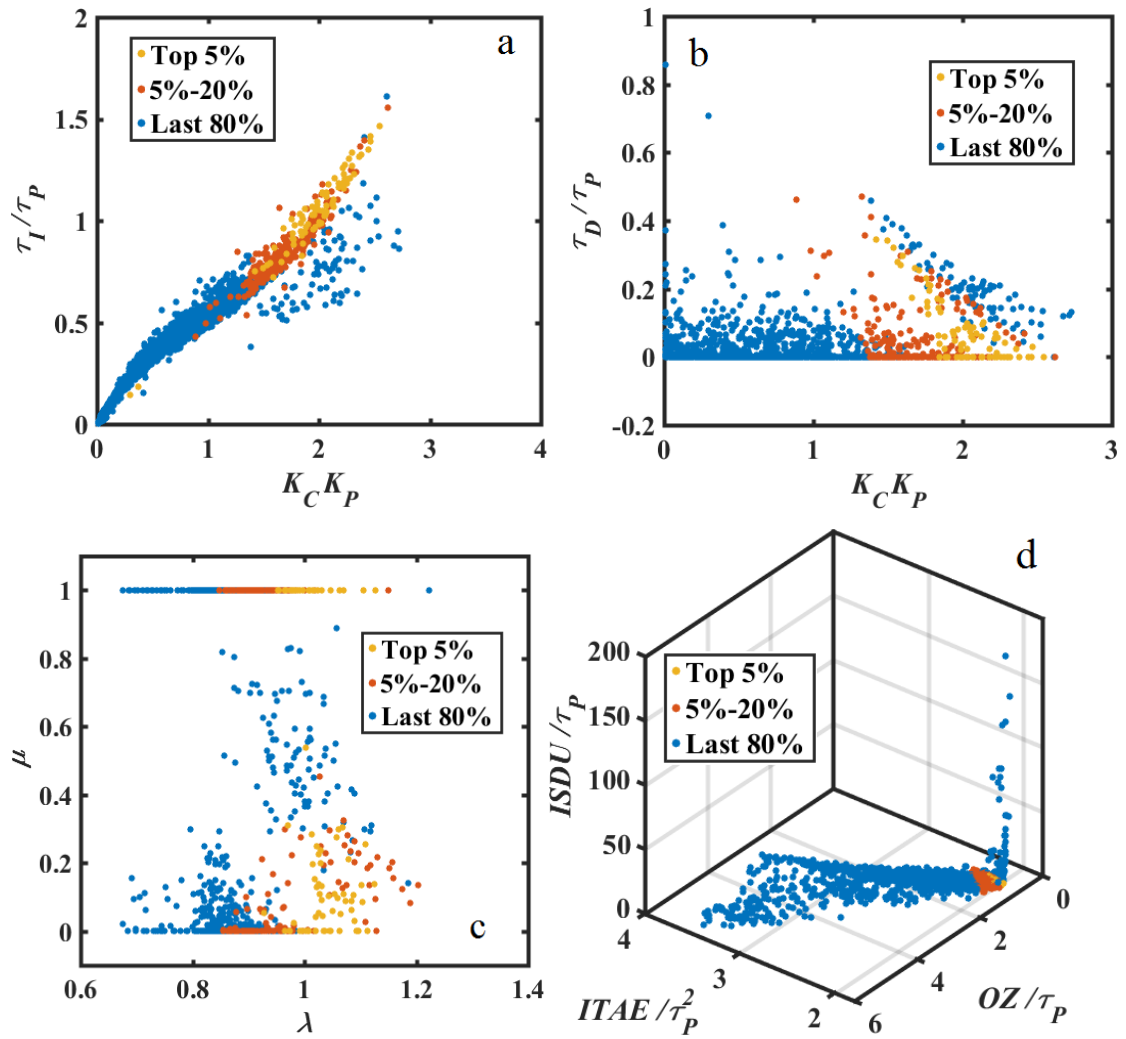 a
Top 5%
5%-20%
Last 80%
2
1.5
1
0.5
0
τ_I/τ_P
0 1 2 3 4
K_C K_P
b
Top 5%
5%-20%
Last 80%
1
0.8
0.6
0.4
0.2
0
-0.2
τ_D/τ_P
0 1 2 3
K_C K_P
Top 5%
5%-20%
Last 80%
1
0.8
0.6
0.4
0.2
0
μ
c
0.6 0.8 1 1.2 1.4
λ
d
Top 5%
5%-20%
Last 80%
200
150
100
50
0
ISDU/τ_P
4 3 2
ITAE/τ_P^2
6 4 2 0
OZ/τ_P